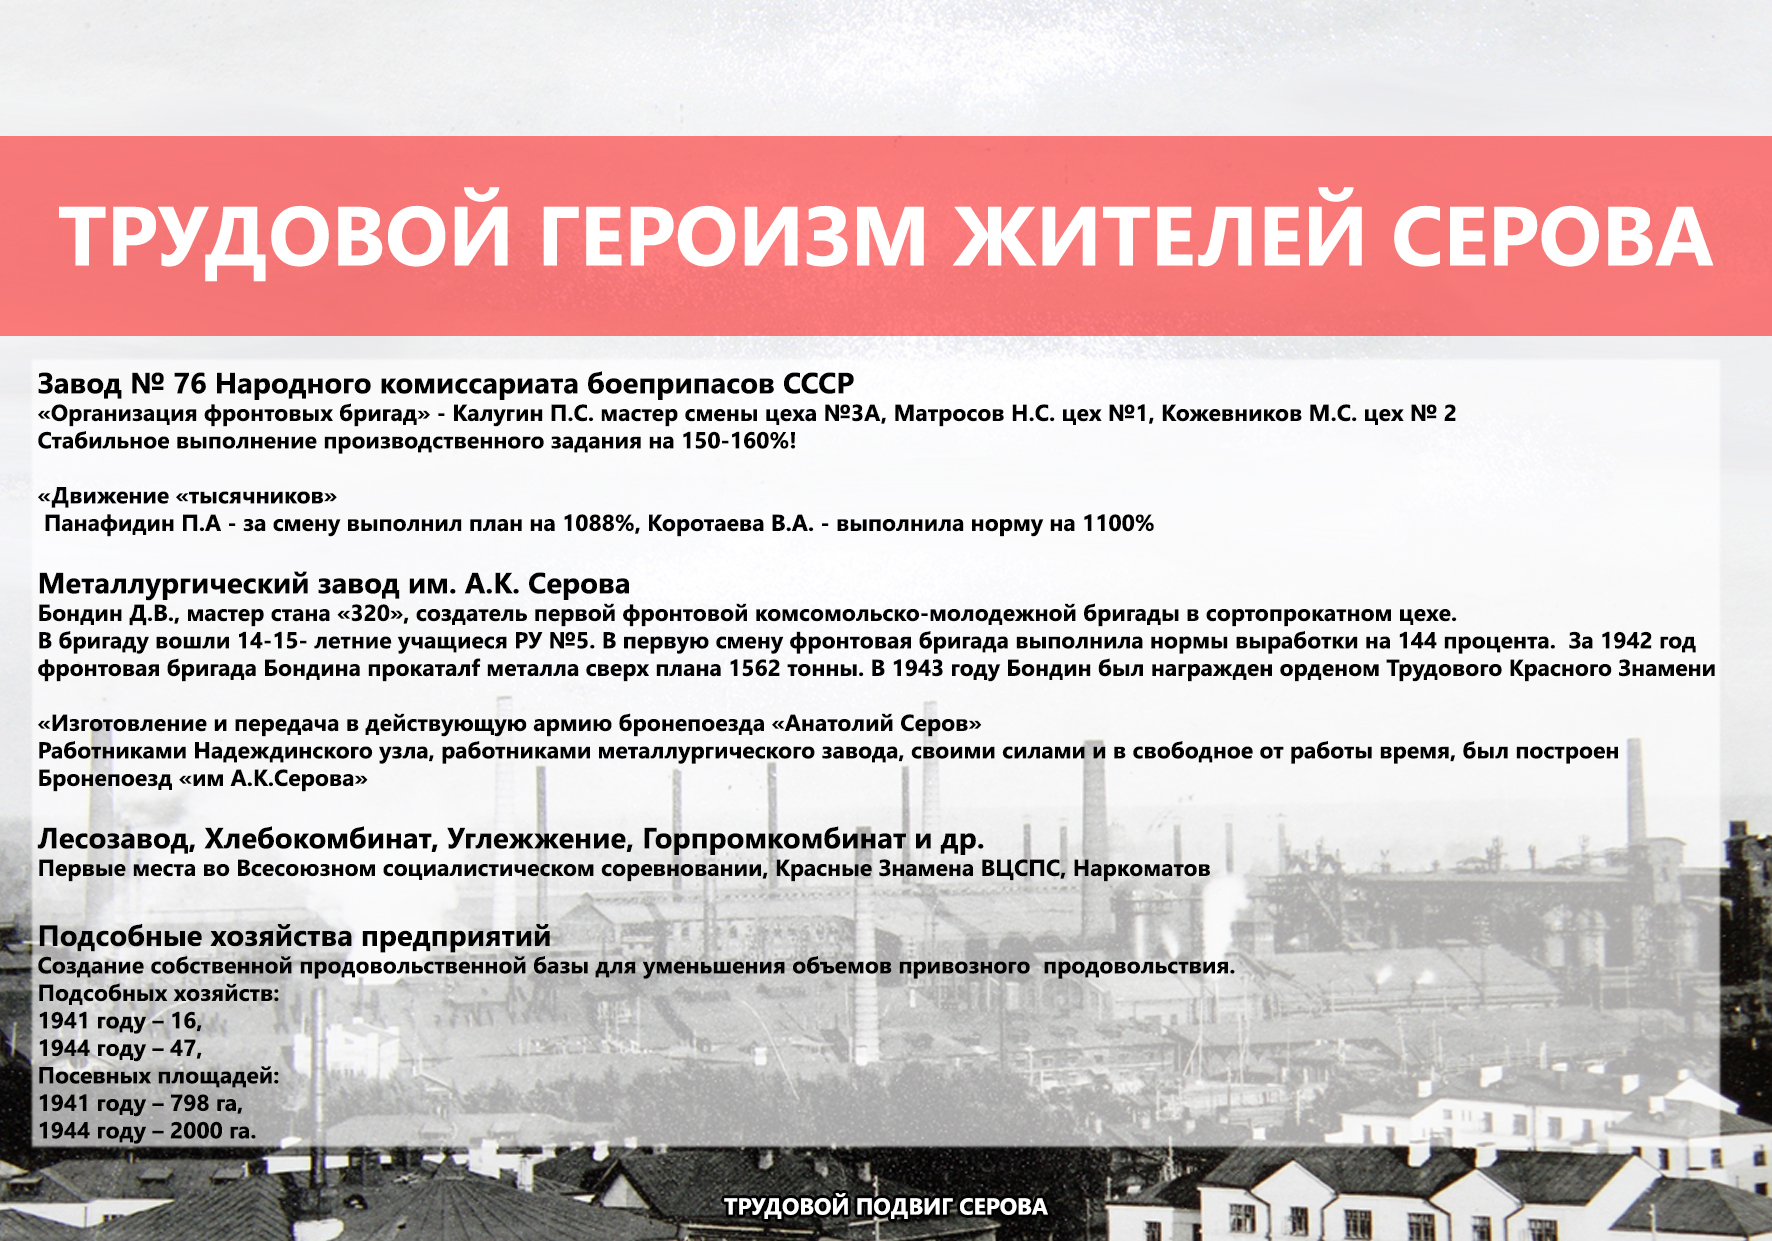 ТРУДОВОЙ ГЕРОИЗМ ЖИТЕЛЕЙ СЕРОВА
Завод № 76 Народного комиссариата боеприпасов СССР
«Организация фронтовых бригад» - Калугин П.С. мастер смены цеха №3А, Матросов Н.С. цех №1, Кожевников М.С. цех № 2
Стабильное выполнение производственного задания на 150-160%!
«Движение «тысячников»
Панафидин П.А - за смену выполнил план на 1088%, Коротаева В.А. - выполнила норму на 1100%
Металлургический завод им. А.К. Серова
Бондин Д.В., мастер стана «320», создатель первой фронтовой комсомольско-молодежной бригады в сортопрокатном цехе.
В бригаду вошли 14-15- летние учащиеся РУ №5. В первую смену фронтовая бригада выполнила нормы выработки на 144 процента.  За 1942 год
фронтовая бригада Бондина прокаталf металла сверх плана 1562 тонны. В 1943 году Бондин был награжден орденом Трудового Красного Знамени
«Изготовление и передача в действующую армию бронепоезда «Анатолий Серов»
Работниками Надеждинского узла, работниками металлургического завода, своими силами и в свободное от работы время, был построен
Бронепоезд «им А.К.Серова»
Лесозавод, Хлебокомбинат, Углежжение, Горпромкомбинат и др.
Первые места во Всесоюзном социалистическом соревновании, Красные Знамена ВЦСПС, Наркоматов
Подсобные хозяйства предприятий
Создание собственной продовольственной базы для уменьшения объемов привозного  продовольствия.
Подсобных хозяйств:
1941 году – 16,
1944 году – 47,
Посевных площадей:
1941 году – 798 га,
1944 году – 2000 га.
ТРУДОВОЙ ПОДВИГ СЕРОВА